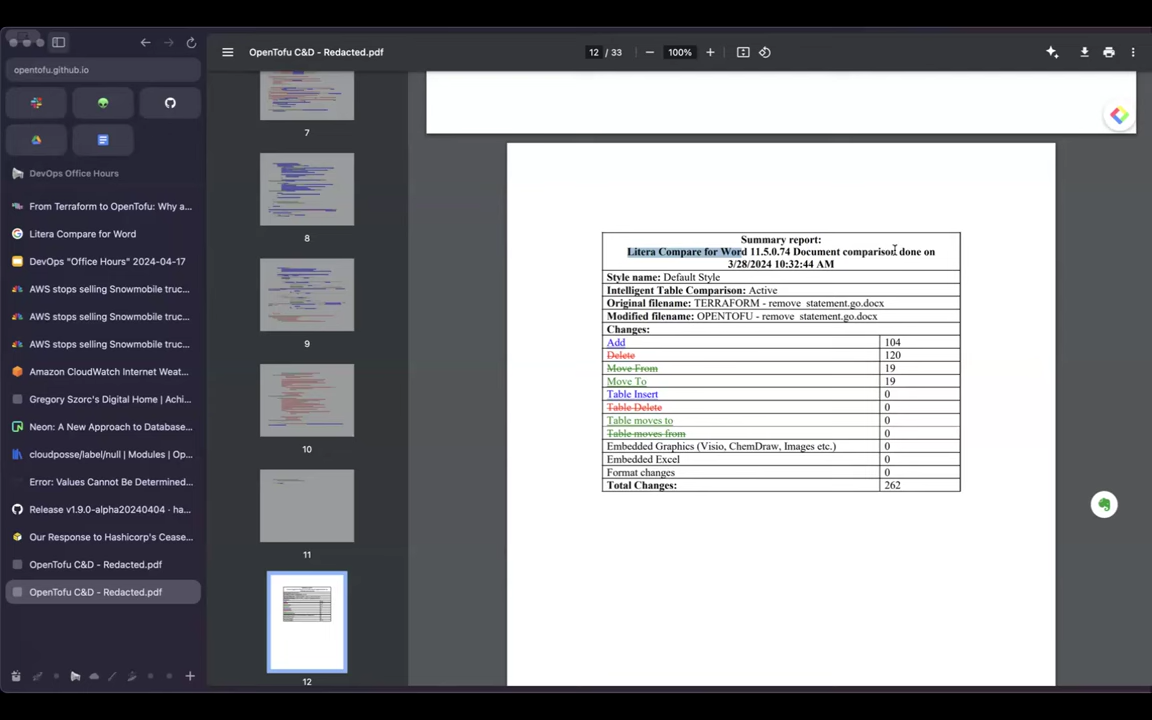 opentofu.github.io
DevOps Office Hours
From Terraform to OpenTofu: Why a...
Litera Compare for Word
DevOps "Office Hours" 2024-04-17
AWS stops selling Snowmobile truc...
AWS stops selling Snowmobile truc...
AWS stops selling Snowmobile truc...
Amazon CloudWatch Internet Weat...
Gregory Szorc's Digital Home | Achi...
Neon: A New Approach to Database...
cloudposse/label/null | Modules | Op...
Error: Values Cannot Be Determined...
Release v1.9.0-alpha20240404 · ha...
Our Response to Hashicorp's Cease...
OpenTofu C&D - Redacted.pdf
OpenTofu C&D - Redacted.pdf
OpenTofu C&D - Redacted.pdf
12 / 33
100%
7
8
9
10
11
12
Summary report:
Litera Compare for Word 11.5.0.74 Document comparison done on
3/28/2024 10:32:44 AM
Style name: Default Style
Intelligent Table Comparison: Active
Original filename: TERRAFORM - remove_statement.go.docx
Modified filename: OPENTOFU - remove_statement.go.docx
Changes:
Add 104
Delete 120
Move From 19
Move To 19
Table Insert 0
Table Delete 0
Table moves to 0
Table moves from 0
Embedded Graphics (Visio, ChemDraw, Images etc.) 0
Embedded Excel 0
Format changes 0
Total Changes: 262